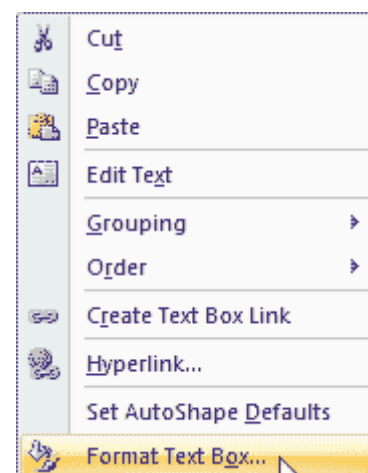 Cut
Copy
Paste
Edit Text
Grouping
Order
Create Text Box Link
Hyperlink...
Set AutoShape Defaults
Format Text Box...